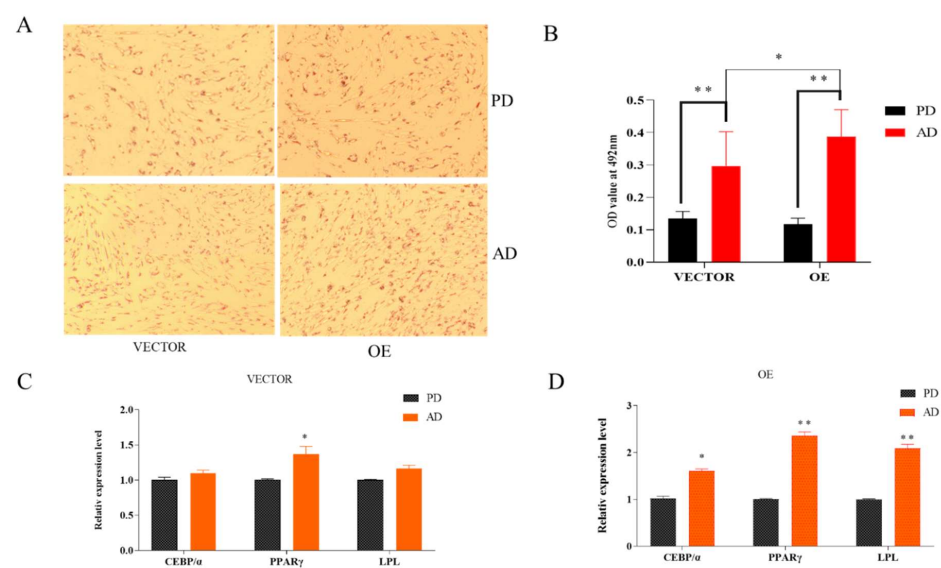 A
PD
AD
VECTOR
OE
B
*
**
**
OD value at 492nm
0.5
0.4
0.3
0.2
0.1
0.0
VECTOR
OE
PD
AD
C
VECTOR
PD
AD
Relativ expression level
2.0
1.5
1.0
0.5
0.0
*
CEBP/α
PPARγ
LPL
D
OE
PD
AD
Relativ expression level
3
2
1
0
*
**
**
CEBP/α
PPARγ
LPL